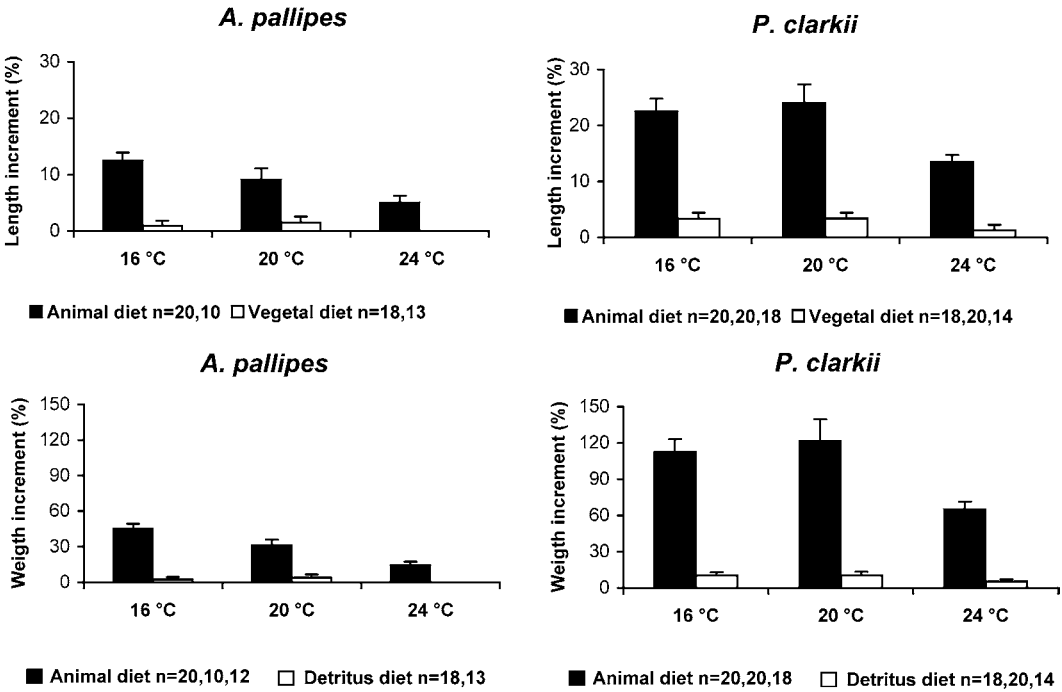 A. pallipes
Length increment (%)
30
20
10
0
16 °C 20 °C 24 °C
■ Animal diet n=20,10 □ Vegetal diet n=18,13
P. clarkii
Length increment (%)
30
20
10
0
16 °C 20 °C 24 °C
■ Animal diet n=20,20,18 □ Vegetal diet n=18,20,14
A. pallipes
Weigth increment (%)
150
120
90
60
30
0
16 °C 20 °C 24 °C
■ Animal diet n=20,10,12 □ Detritus diet n=18,13
P. clarkii
Weigth increment (%)
150
120
90
60
30
0
16 °C 20 °C 24 °C
■ Animal diet n=20,20,18 □ Detritus diet n=18,20,14